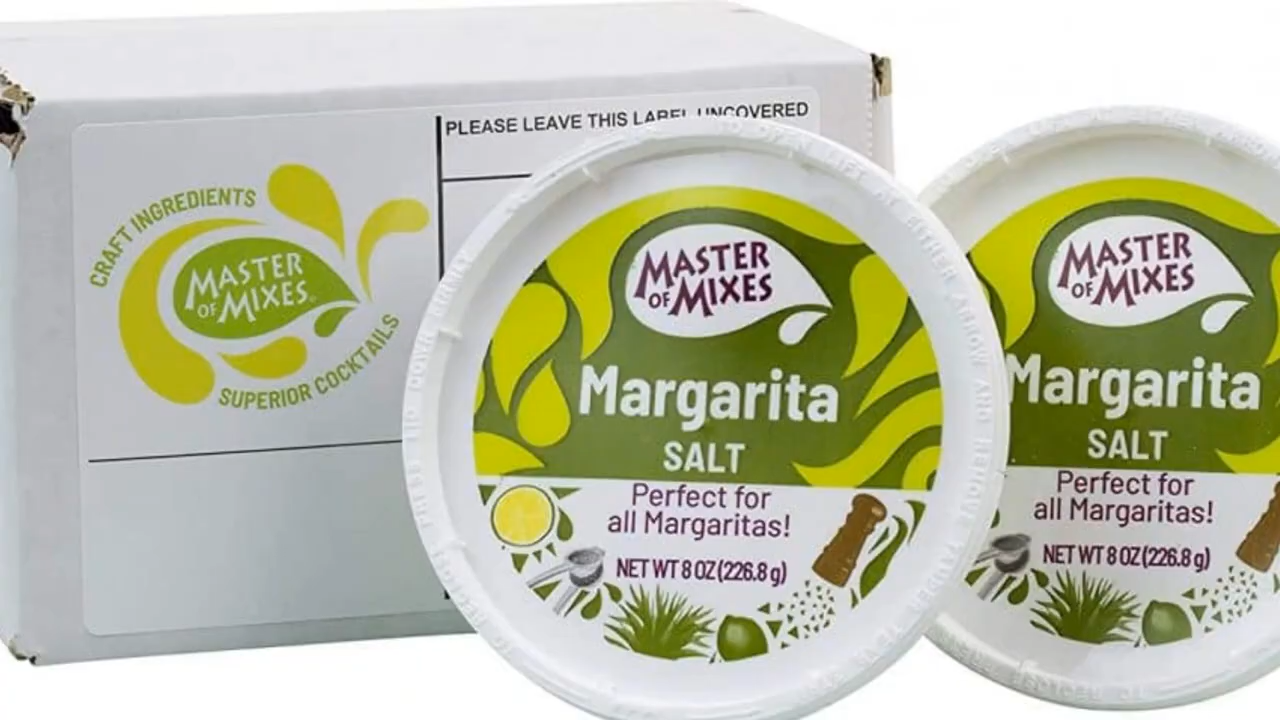 PLEASE LEAVE THIS LABEL UNCOVERED
CRAFT INGREDIENTS
MASTER
OF MIXES
SUPERIOR COCKTAILS
MASTER
OF MIXES
Margarita
SALT
Perfect for
all Margaritas!
NET WT 8 OZ (226.8 g)
MASTER
OF MIXES
Margarita
SALT
Perfect for
all Margaritas!
NET WT 8 OZ (226.8 g)